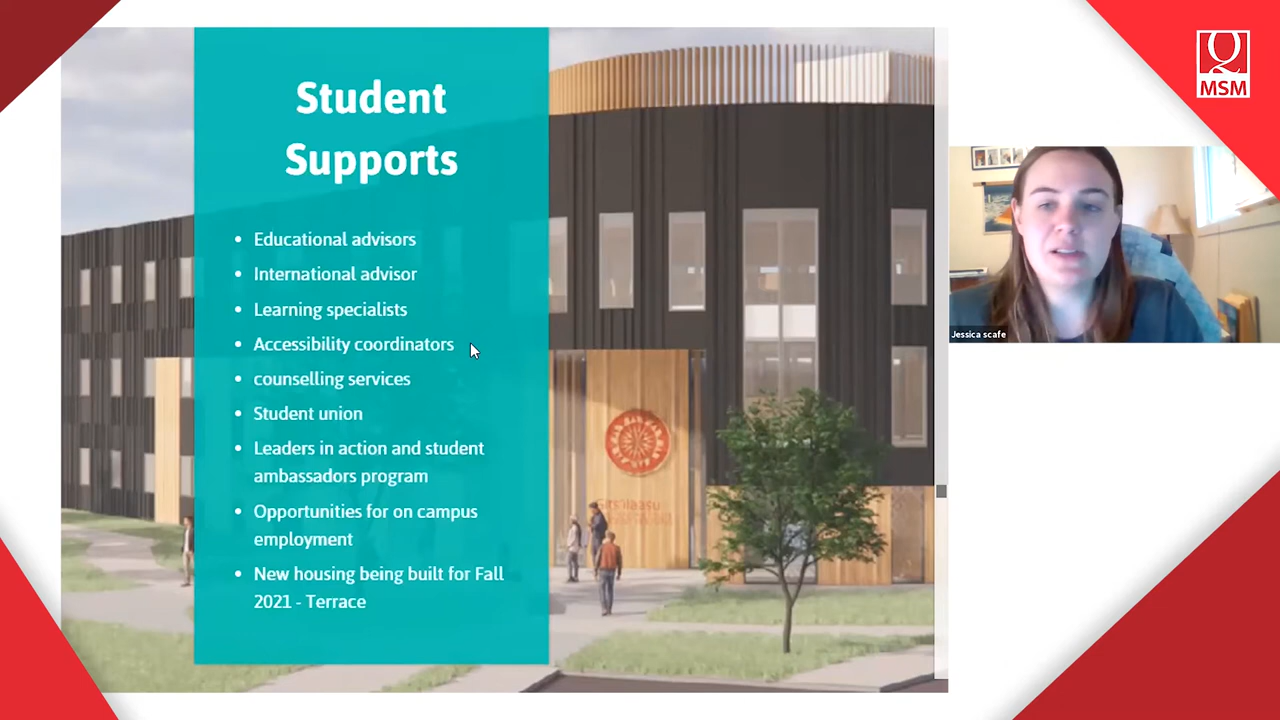 Student
Supports
• Educational advisors
• International advisor
• Learning specialists
• Accessibility coordinators
• counselling services
• Student union
• Leaders in action and student
ambassadors program
• Opportunities for on campus
employment
• New housing being built for Fall
2021 - Terrace
Jessica scafe
MSM